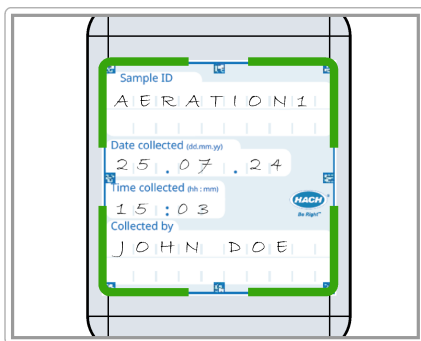 Sample ID
AERATION1
Date collected (dd.mm.yy)
25.07.24
Time collected (hh:mm)
15:03
HACH®
Be Right™
Collected by
JOHN DOE